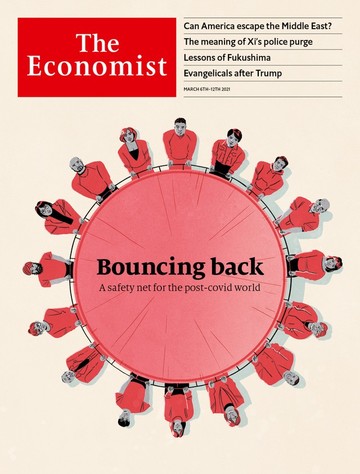 The
Economist
Can America escape the Middle East?
The meaning of Xi's police purge
Lessons of Fukushima
Evangelicals after Trump
MARCH 6TH–12TH 2021
Bouncing back
A safety net for the post-covid world